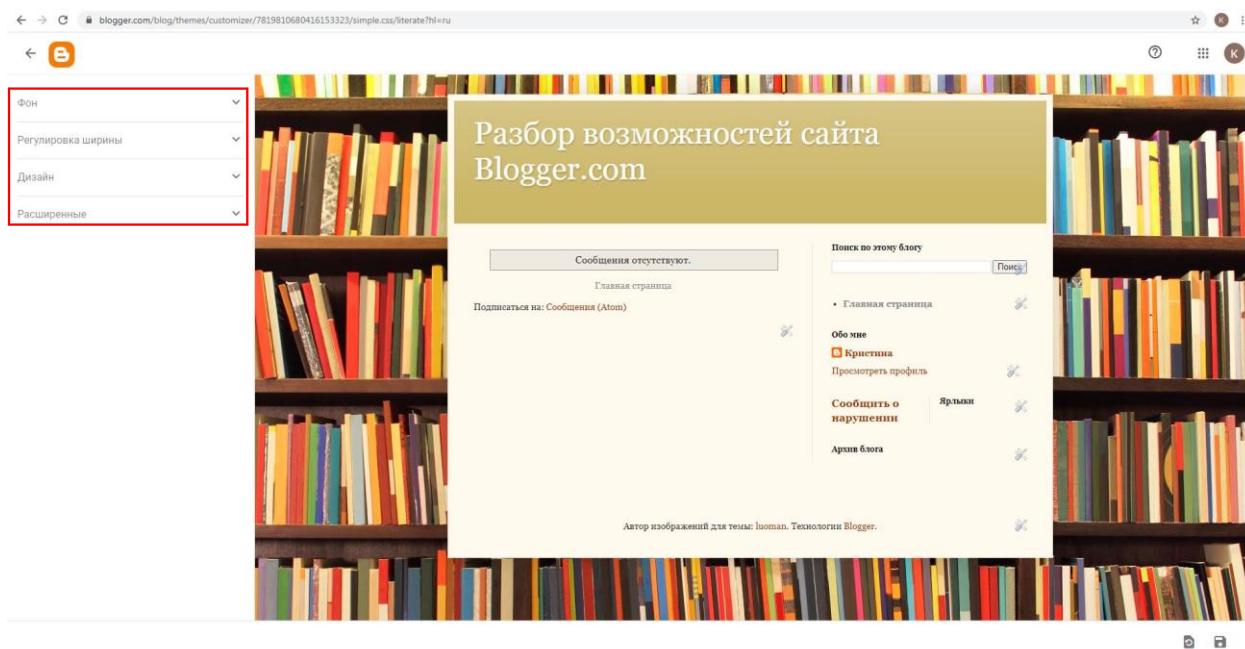 blogger.com/blog/themes/customizer/7819810680416153323/simple.css/literate?hl=ru
K
K
Фон
Регулировка ширины
Дизайн
Расширенные
Разбор возможностей сайта
Blogger.com
Сообщения отсутствуют.
Главная страница
Подписаться на: Сообщения (Atom)
Поиск по этому блогу
Поиск
• Главная страница
Обо мне
Кристина
Просмотреть профиль
Сообщить о
нарушении
Ярлыки
Архив блога
Автор изображений для темы: luoman. Технологии Blogger.